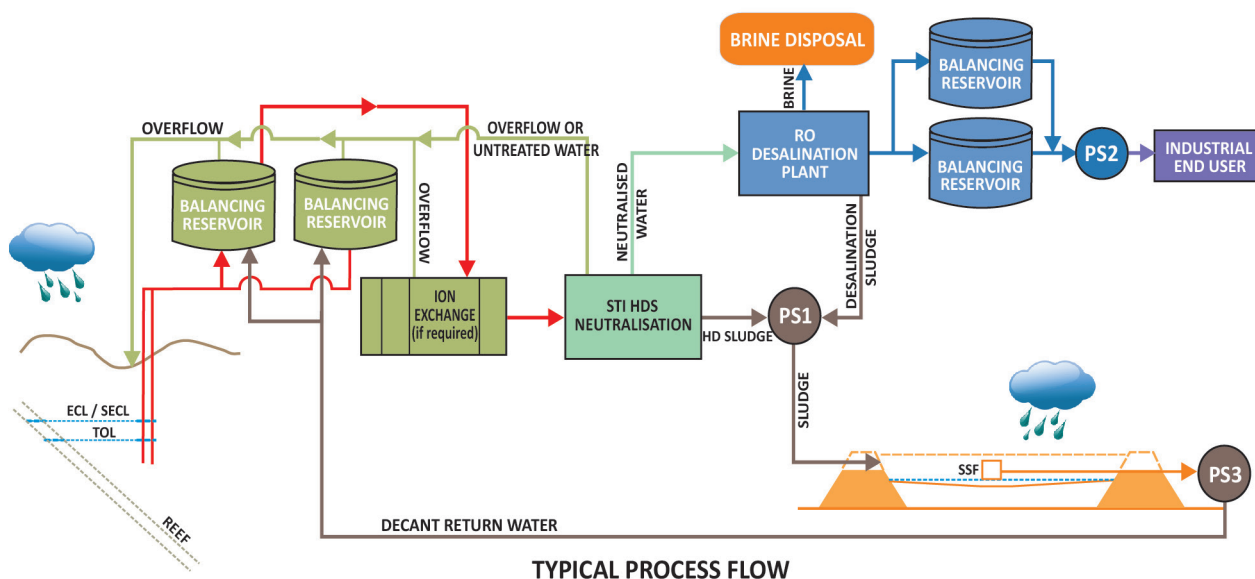 BRINE DISPOSAL
BRINE
BALANCING
RESERVOIR
OVERFLOW
OVERFLOW OR
UNTREATED WATER
RO
DESALINATION
PLANT
BALANCING
RESERVOIR
PS2
INDUSTRIAL
END USER
BALANCING
RESERVOIR
BALANCING
RESERVOIR
OVERFLOW
NEUTRALISED
WATER
DESALINATION
SLUDGE
ION
EXCHANGE
(if required)
STI HDS
NEUTRALISATION
HD SLUDGE
PS1
SLUDGE
ECL / SECL
TOL
REEF
SSF
PS3
DECANT RETURN WATER
TYPICAL PROCESS FLOW